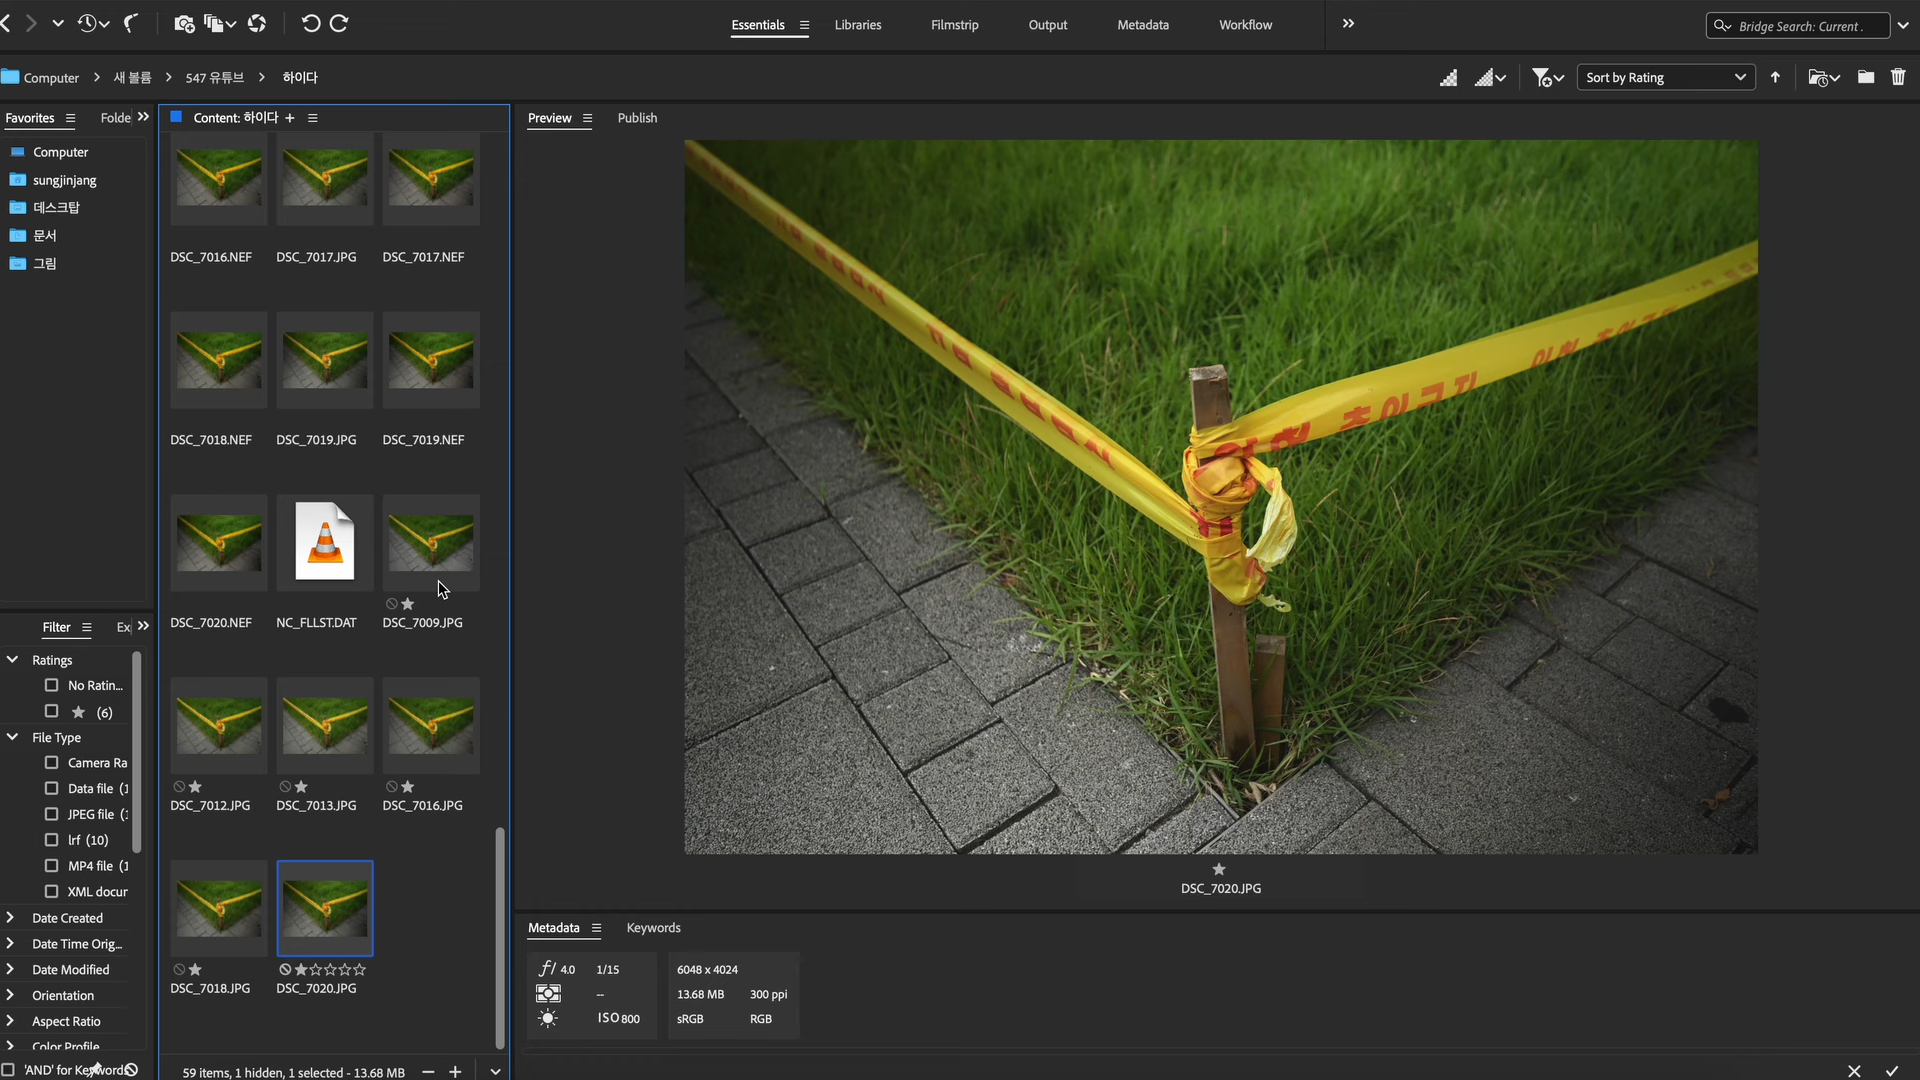 Essentials
Libraries
Filmstrip
Output
Metadata
Workflow
Bridge Search: Current .
Computer
새 볼륨
547 유튜브
하이다
Sort by Rating
Favorites
Folde
Content: 하이다
Preview
Publish
Computer
sungjinjang
데스크탑
문서
그림
DSC_7016.NEF
DSC_7017.JPG
DSC_7017.NEF
DSC_7018.NEF
DSC_7019.JPG
DSC_7019.NEF
DSC_7020.NEF
NC_FLLST.DAT
DSC_7009.JPG
DSC_7012.JPG
DSC_7013.JPG
DSC_7016.JPG
DSC_7018.JPG
DSC_7020.JPG
59 items, 1 hidden, 1 selected - 13.68 MB
Filter
Ex
Ratings
No Ratin...
(6)
File Type
Camera Ra
Data file (1
JPEG file (
lrf (10)
MP4 file (1
XML docur
Date Created
Date Time Orig...
Date Modified
Orientation
Aspect Ratio
Color Profile
'AND' for Keywords
DSC_7020.JPG
Metadata
Keywords
f/ 4.0 1/15
--
ISO 800
6048 x 4024
13.68 MB 300 ppi
sRGB RGB